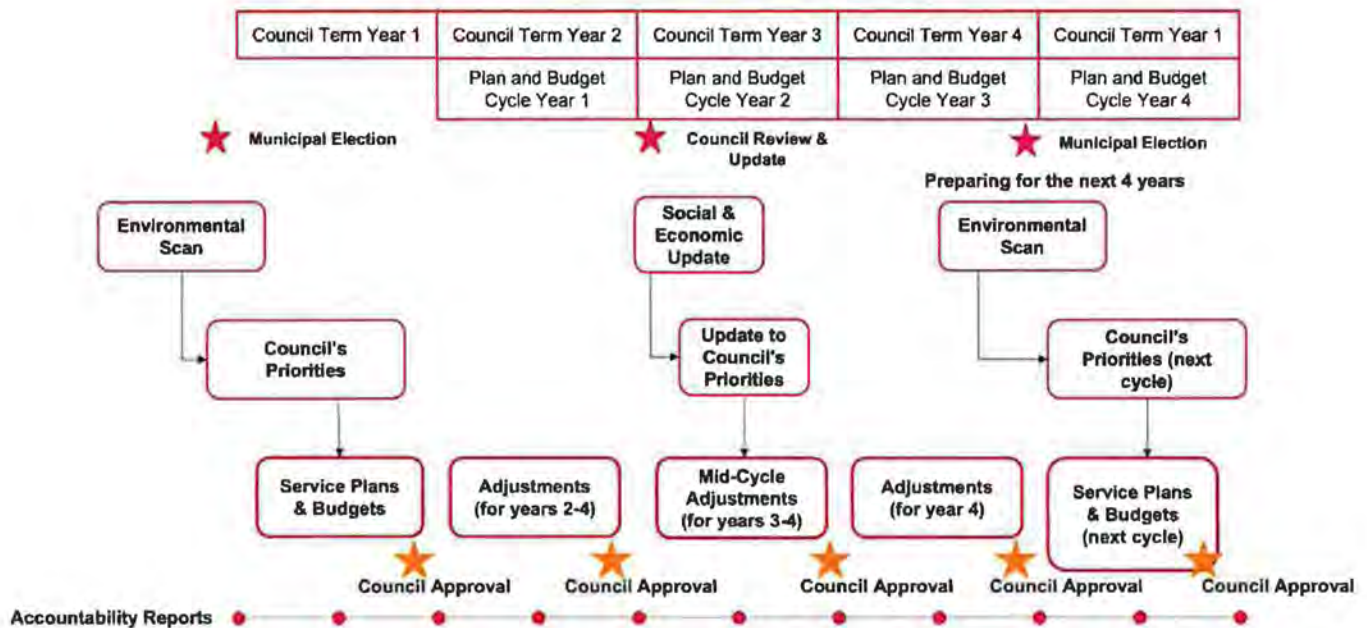 Council Term Year 1
Council Term Year 2
Council Term Year 3
Council Term Year 4
Council Term Year 1
Plan and Budget
Cycle Year 1
Plan and Budget
Cycle Year 2
Plan and Budget
Cycle Year 3
Plan and Budget
Cycle Year 4
Municipal Election
Council Review &
Update
Municipal Election
Preparing for the next 4 years
Environmental
Scan
Social &
Economic
Update
Environmental
Scan
Council's
Priorities
Update to
Council's
Priorities
Council's
Priorities (next
cycle)
Service Plans
& Budgets
Adjustments
(for years 2-4)
Mid-Cycle
Adjustments
(for years 3-4)
Adjustments
(for year 4)
Service Plans
& Budgets
(next cycle)
Council Approval
Council Approval
Council Approval
Council Approval
Council Approval
Accountability Reports